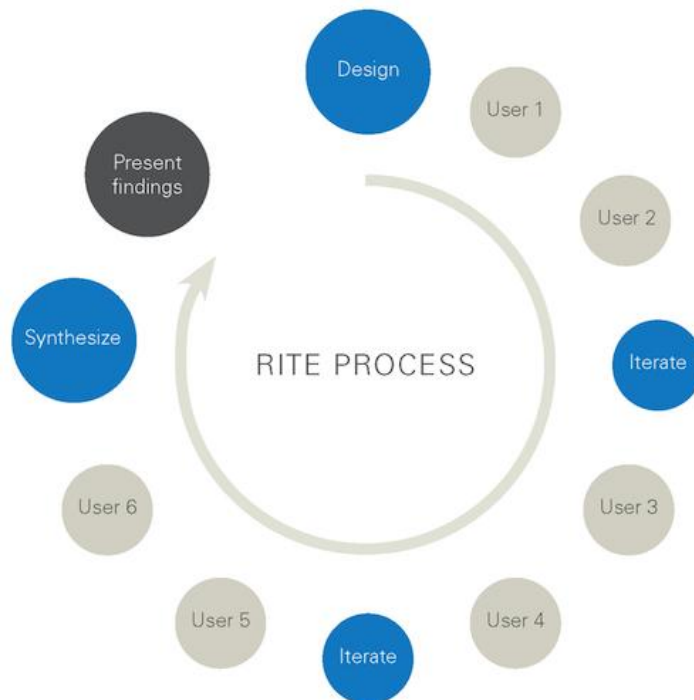 Design
User 1
User 2
Iterate
User 3
User 4
Iterate
User 5
User 6
Synthesize
Present
findings
RITE PROCESS